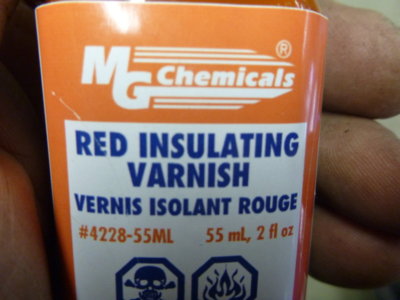 MG Chemicals ®
RED INSULATING
VARNISH
VERNIS ISOLANT ROUGE
#4228-55ML 55 mL, 2 fl oz